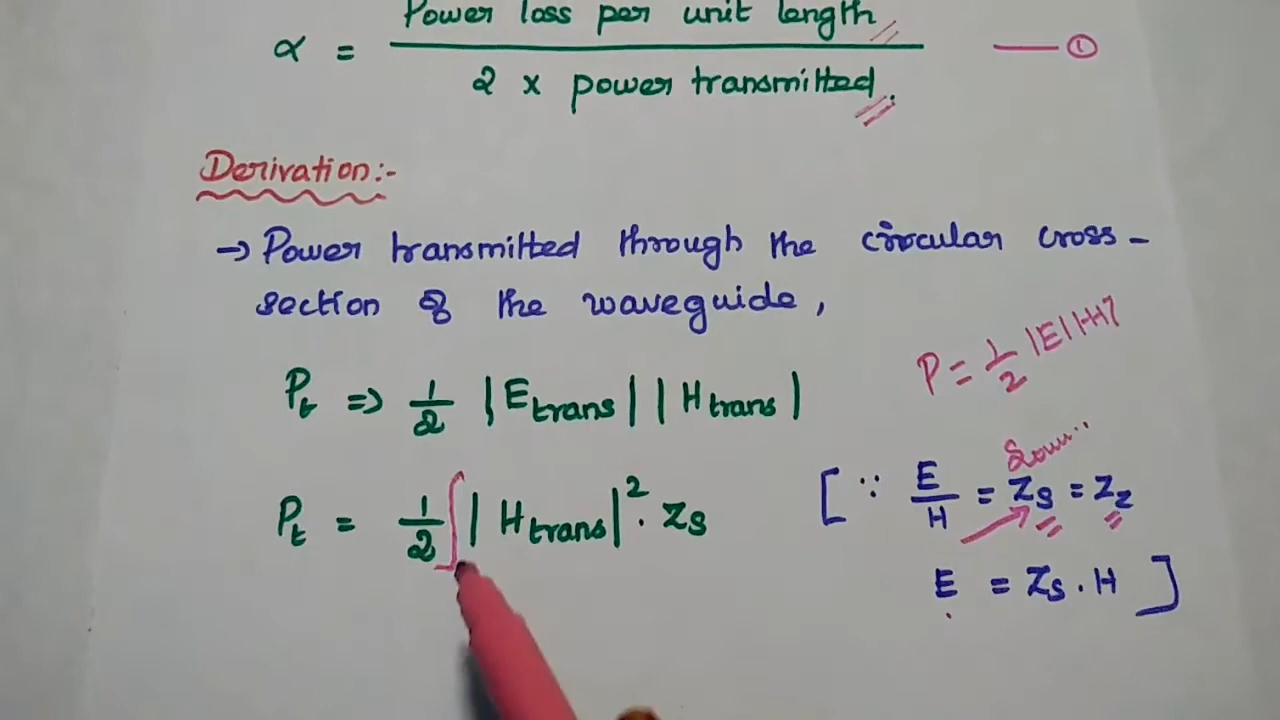 Power loss per unit length
α = ―――――― ― ①
2 x power transmitted.
Derivation:-
→ Power transmitted through the circular cross-
section of the waveguide,
P = 1/2 |E| |H|
Pt => 1/2 |Etrans| |Htrans|
Pt = 1/2 ∫ |Htrans|². Zs
[ ∵ E/H = Zs = Zz
E = Zs . H ]